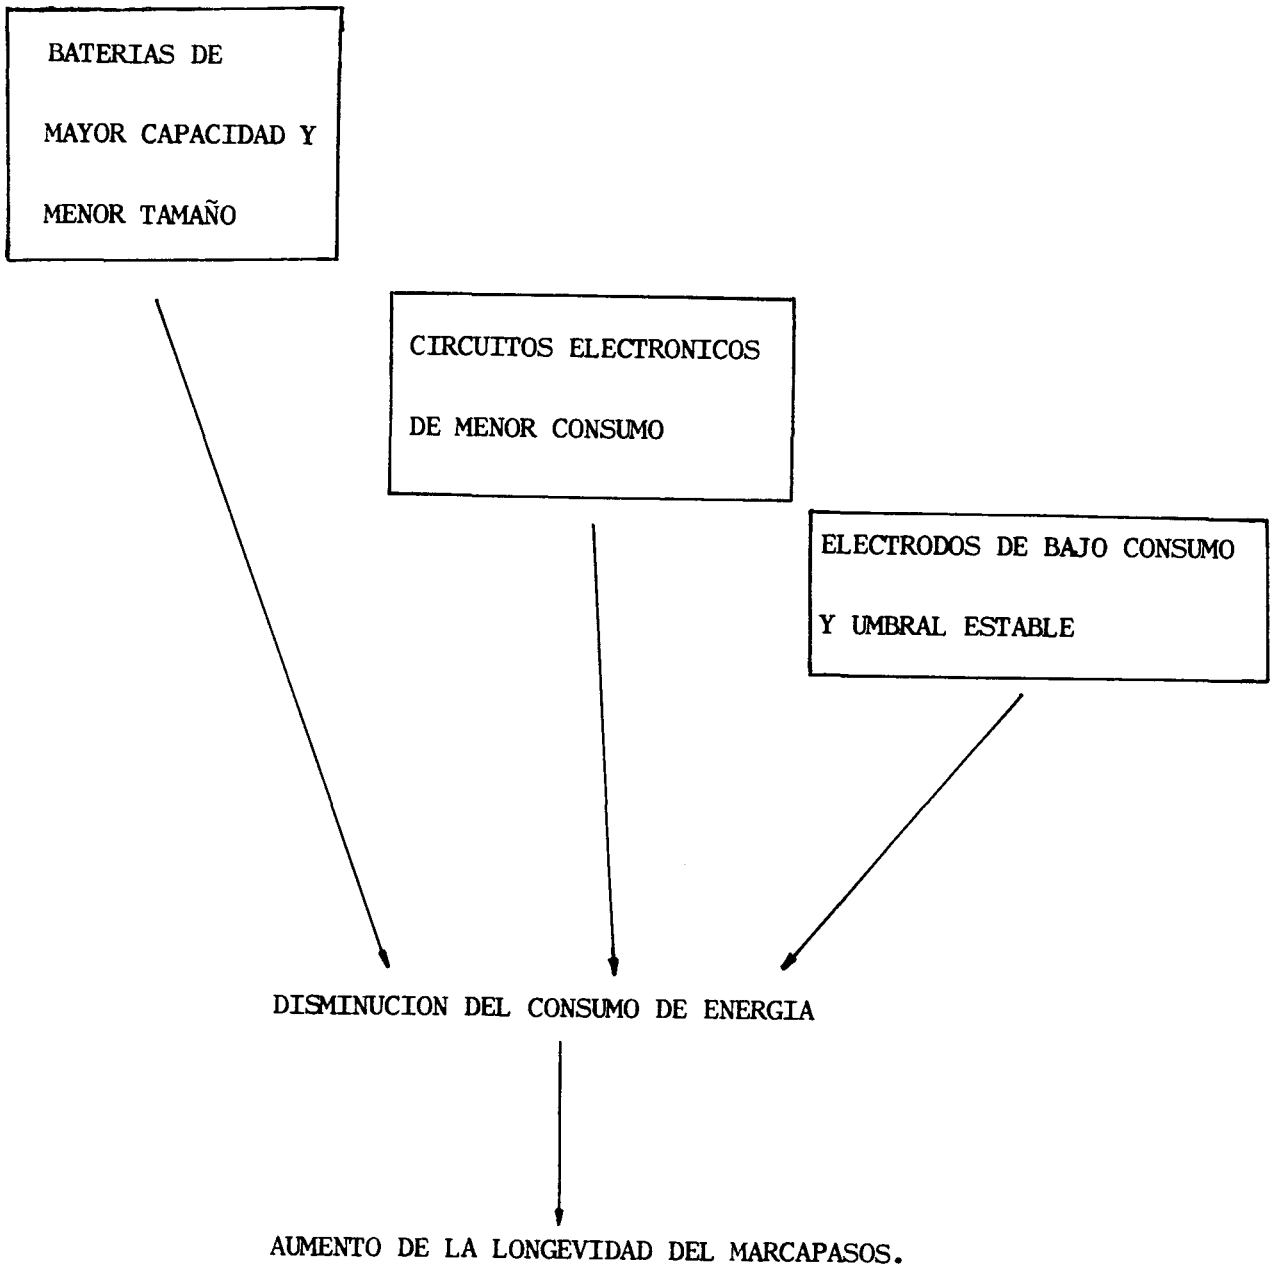 BATERIAS DE
MAYOR CAPACIDAD Y
MENOR TAMAÑO
CIRCUITOS ELECTRONICOS
DE MENOR CONSUMO
ELECTRODOS DE BAJO CONSUMO
Y UMBRAL ESTABLE
DISMINUCION DEL CONSUMO DE ENERGIA
AUMENTO DE LA LONGEVIDAD DEL MARCAPASOS.